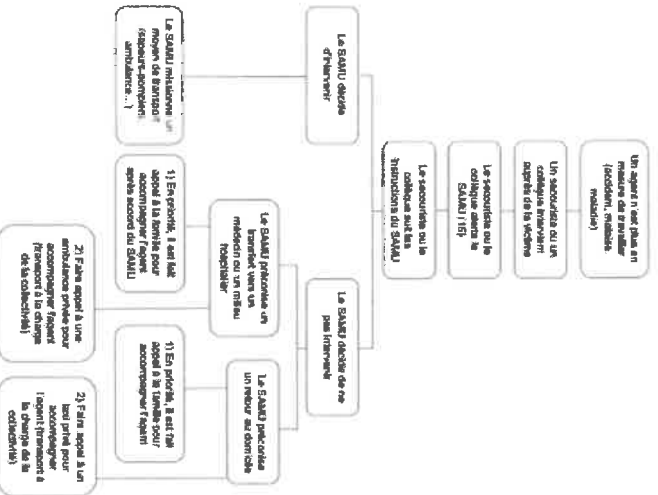 Un agent n'est plus en
mesure de travailler
(accident, malaise,
maladie)
Un secouriste ou un
collègue intervient
auprès de la victime
Le secouriste ou le
collègue alerte le
SAMU (15)
Le secouriste ou le
collègue suit les
instructions du SAMU
Le SAMU décide
d'intervenir
Le SAMU missionne un
moyen de transport
(sapeurs-pompiers,
ambulance...)
Le SAMU décide de ne
pas intervenir
Le SAMU préconise un
transfert vers un
médecin ou un milieu
hospitalier
1) En priorité, il est fait
appel à la famille pour
accompagner l'agent
après accord du SAMU
2) Faire appel à une
ambulance privée pour
accompagner l'agent
(transport à la charge
de la collectivité)
Le SAMU préconise
un retour au domicile
1) En priorité, il est fait
appel à la famille pour
accompagner l'agent
2) Faire appel à un
taxi privé pour
accompagner
l'agent (transport à
la charge de la
collectivité)